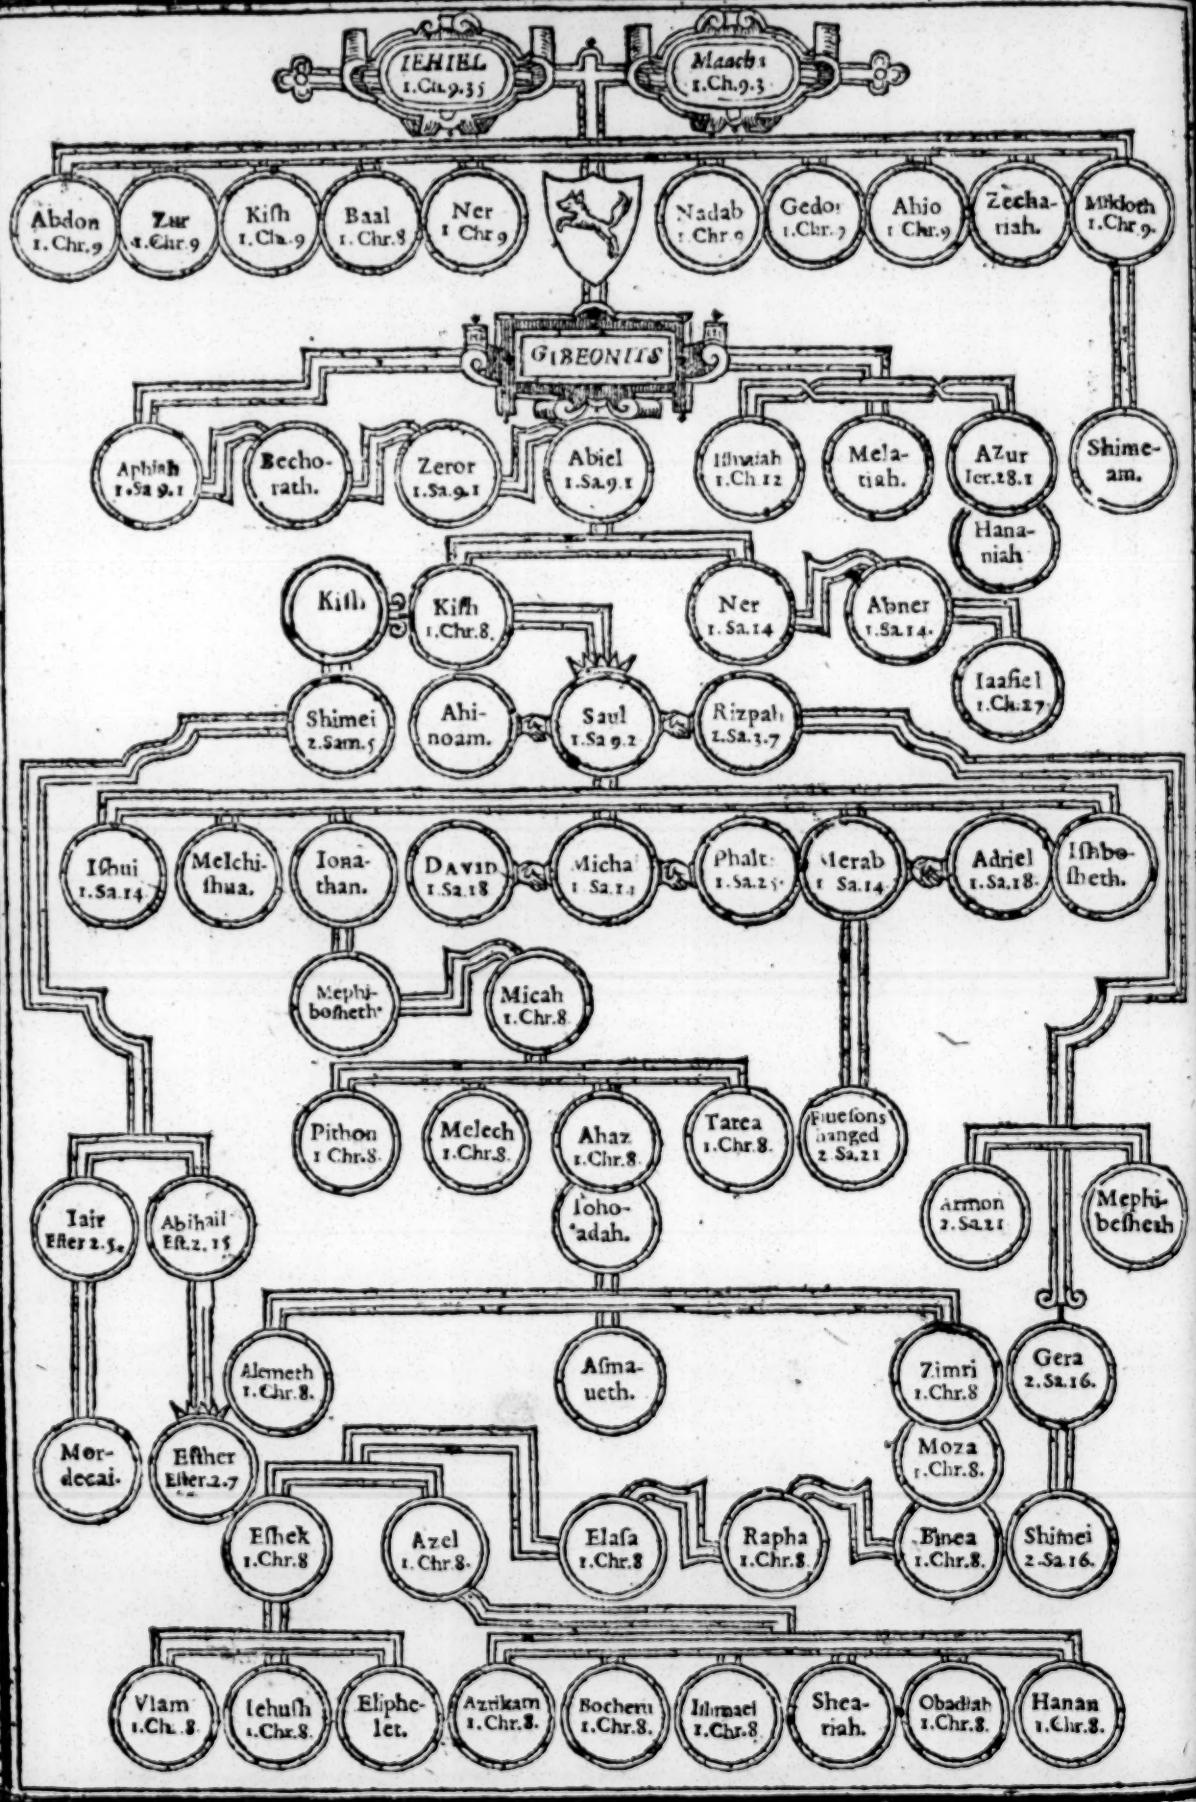 IEHIEL
1.Ch.9.35
Maach
1.Ch.9.3
Abdon
1.Chr.9
Zur
1.Chr.9
Kiſh
1.Ch.9
Baal
1.Chr.8
Ner
1 Chr 9
Nadab
1.Chr.9
Gedor
1.Chr.9
Ahio
1 Chr.9
Zecha-
riah.
Mikloth
1.Chr.9.
GIBEONITS
Aphiah
1.Sa 9.1
Becho-
rath.
Zeror
1.Sa.9.1
Abiel
1.Sa.9.1
Iſhmaiah
1.Ch.12
Mela-
tiah.
AZur
Ier.28.1
Shime-
am.
Hana-
niah
Kiſh
Kiſh
1.Chr.8.
Ner
1.Sa.14
Abner
1.Sa.14.
Iaaſiel
1.Ch.27
Shimei
2.Sam.5
Ahi-
noam.
Saul
1.Sa 9.2
Rizpah
2.Sa.3.7
Iſhui
1.Sa.14
Melchi-
ſhua.
Iona-
than.
DAVID
1.Sa.18
Micha
1 Sa.14
Phalt
1.Sa.25.
Merab
1 Sa.14
Adriel
1.Sa.18.
Iſhbo-
ſheth.
Mephi-
boſheth
Micah
1.Chr.8
Pithon
1 Chr.8.
Melech
1.Chr.8.
Ahaz
1.Chr.8.
Tarea
1.Chr.8.
Fiueſons
hanged
2 Sa.21
Iair
Eſter 2.5.
Abihail
Eſt.2.15
Ioho-
adah.
Armon
2.Sa.21
Mephi-
beſheth
Alemeth
1.Chr.8.
Aſma-
ueth.
Zimri
1.Chr.8
Gera
2.Sa.16.
Mor-
decai.
Eſther
Eſter.2.7
Moza
1.Chr.8.
Eſhek
1.Chr.8
Azel
1.Chr.8.
Elaſa
1.Chr.8
Rapha
1.Chr.8.
Binea
1.Chr.8.
Shimei
2.Sa.16.
Vlam
1.Ch.8.
Iehuſh
1.Chr.8.
Eliphe-
let.
Azrikam
1.Chr.8.
Bocheru
1.Chr.8.
Iſhmael
1.Chr.8
Shea-
riah.
Obadiah
1.Chr.8.
Hanan
1.Chr.8.